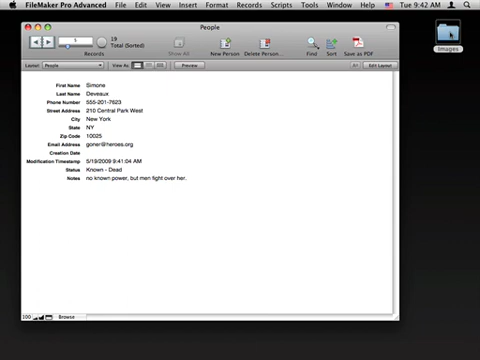 FileMaker Pro Advanced File Edit View Insert Format Records Scripts Tools Window Help Tue 9:42 AM
People
5
19
Total (Sorted)
Records
Show All
New Person
Delete Person...
Find
Sort
Save as PDF
Layout: People
View As:
Preview
Edit Layout
Images
First Name Simone
Last Name Deveaux
Phone Number 555-201-7623
Street Address 210 Central Park West
City New York
State NY
Zip Code 10025
Email Address goner@heroes.org
Creation Date
Modification Timestamp 5/19/2009 9:41:04 AM
Status Known - Dead
Notes no known power, but men fight over her.
100
Browse